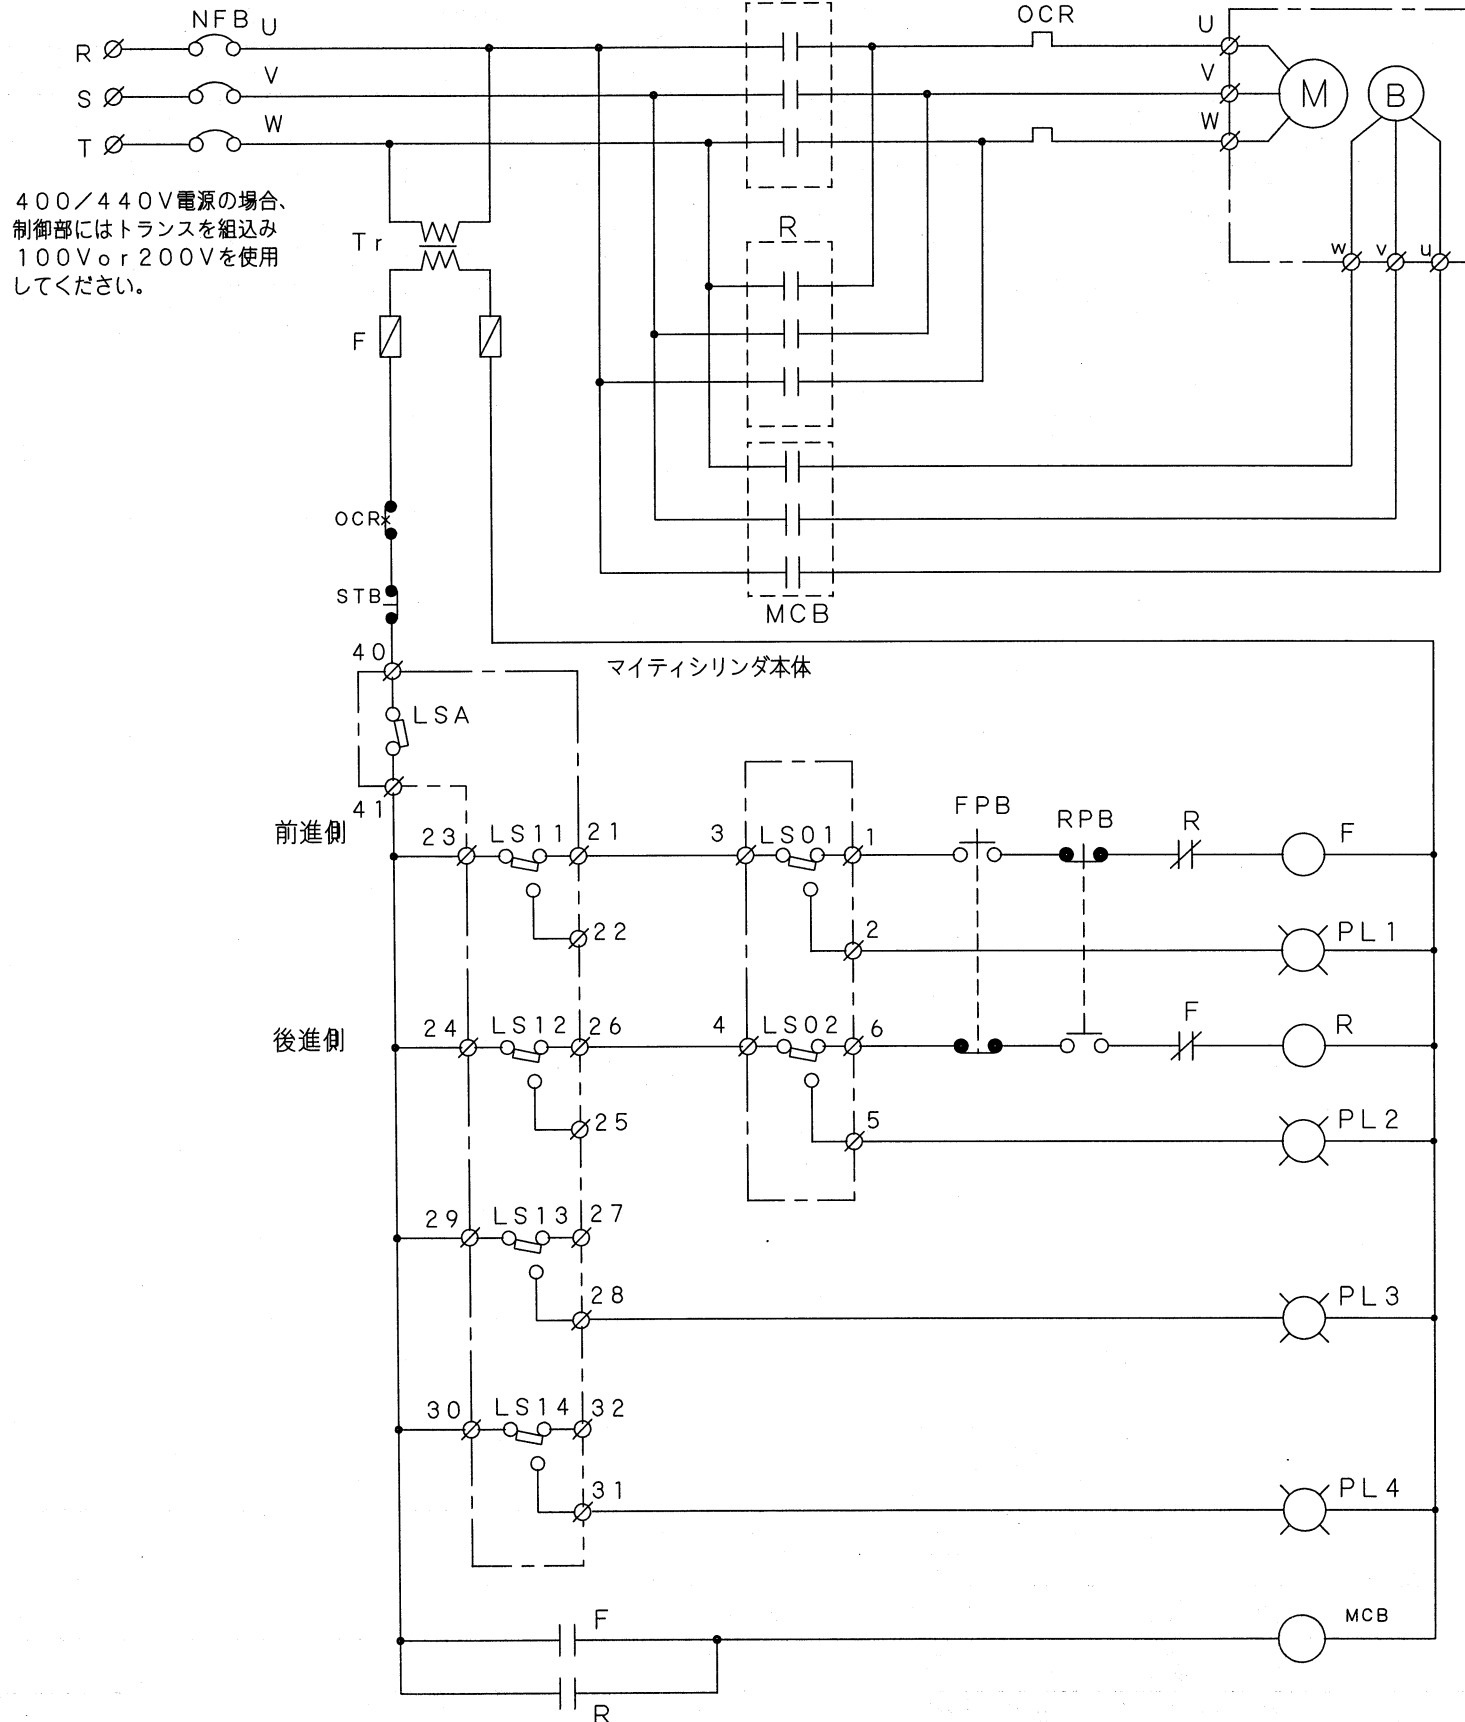 NFB
U
OCR
U
R
V
V
S
M
B
W
W
T
400/440V電源の場合、
制御部にはトランスを組込み
100Vor200Vを使用
してください。
Tr
R
w
v
u
F
OCR
STB
MCB
40
マイティシリンダ本体
LSA
41
前進側
23
LS11
21
3
LS01
1
FPB
RPB
R
F
22
2
PL1
後進側
24
LS12
26
4
LS02
6
F
R
25
5
PL2
29
LS13
27
28
PL3
30
LS14
32
31
PL4
F
MCB
R